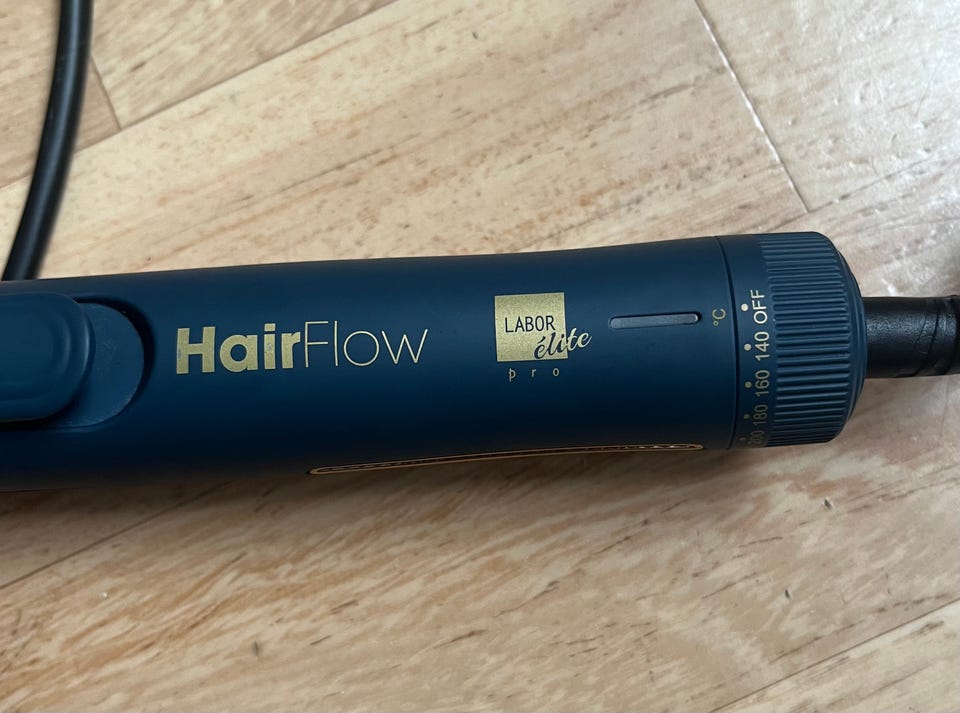 HairFlow
LABOR
élite
pro
°C
OFF
140
160
180